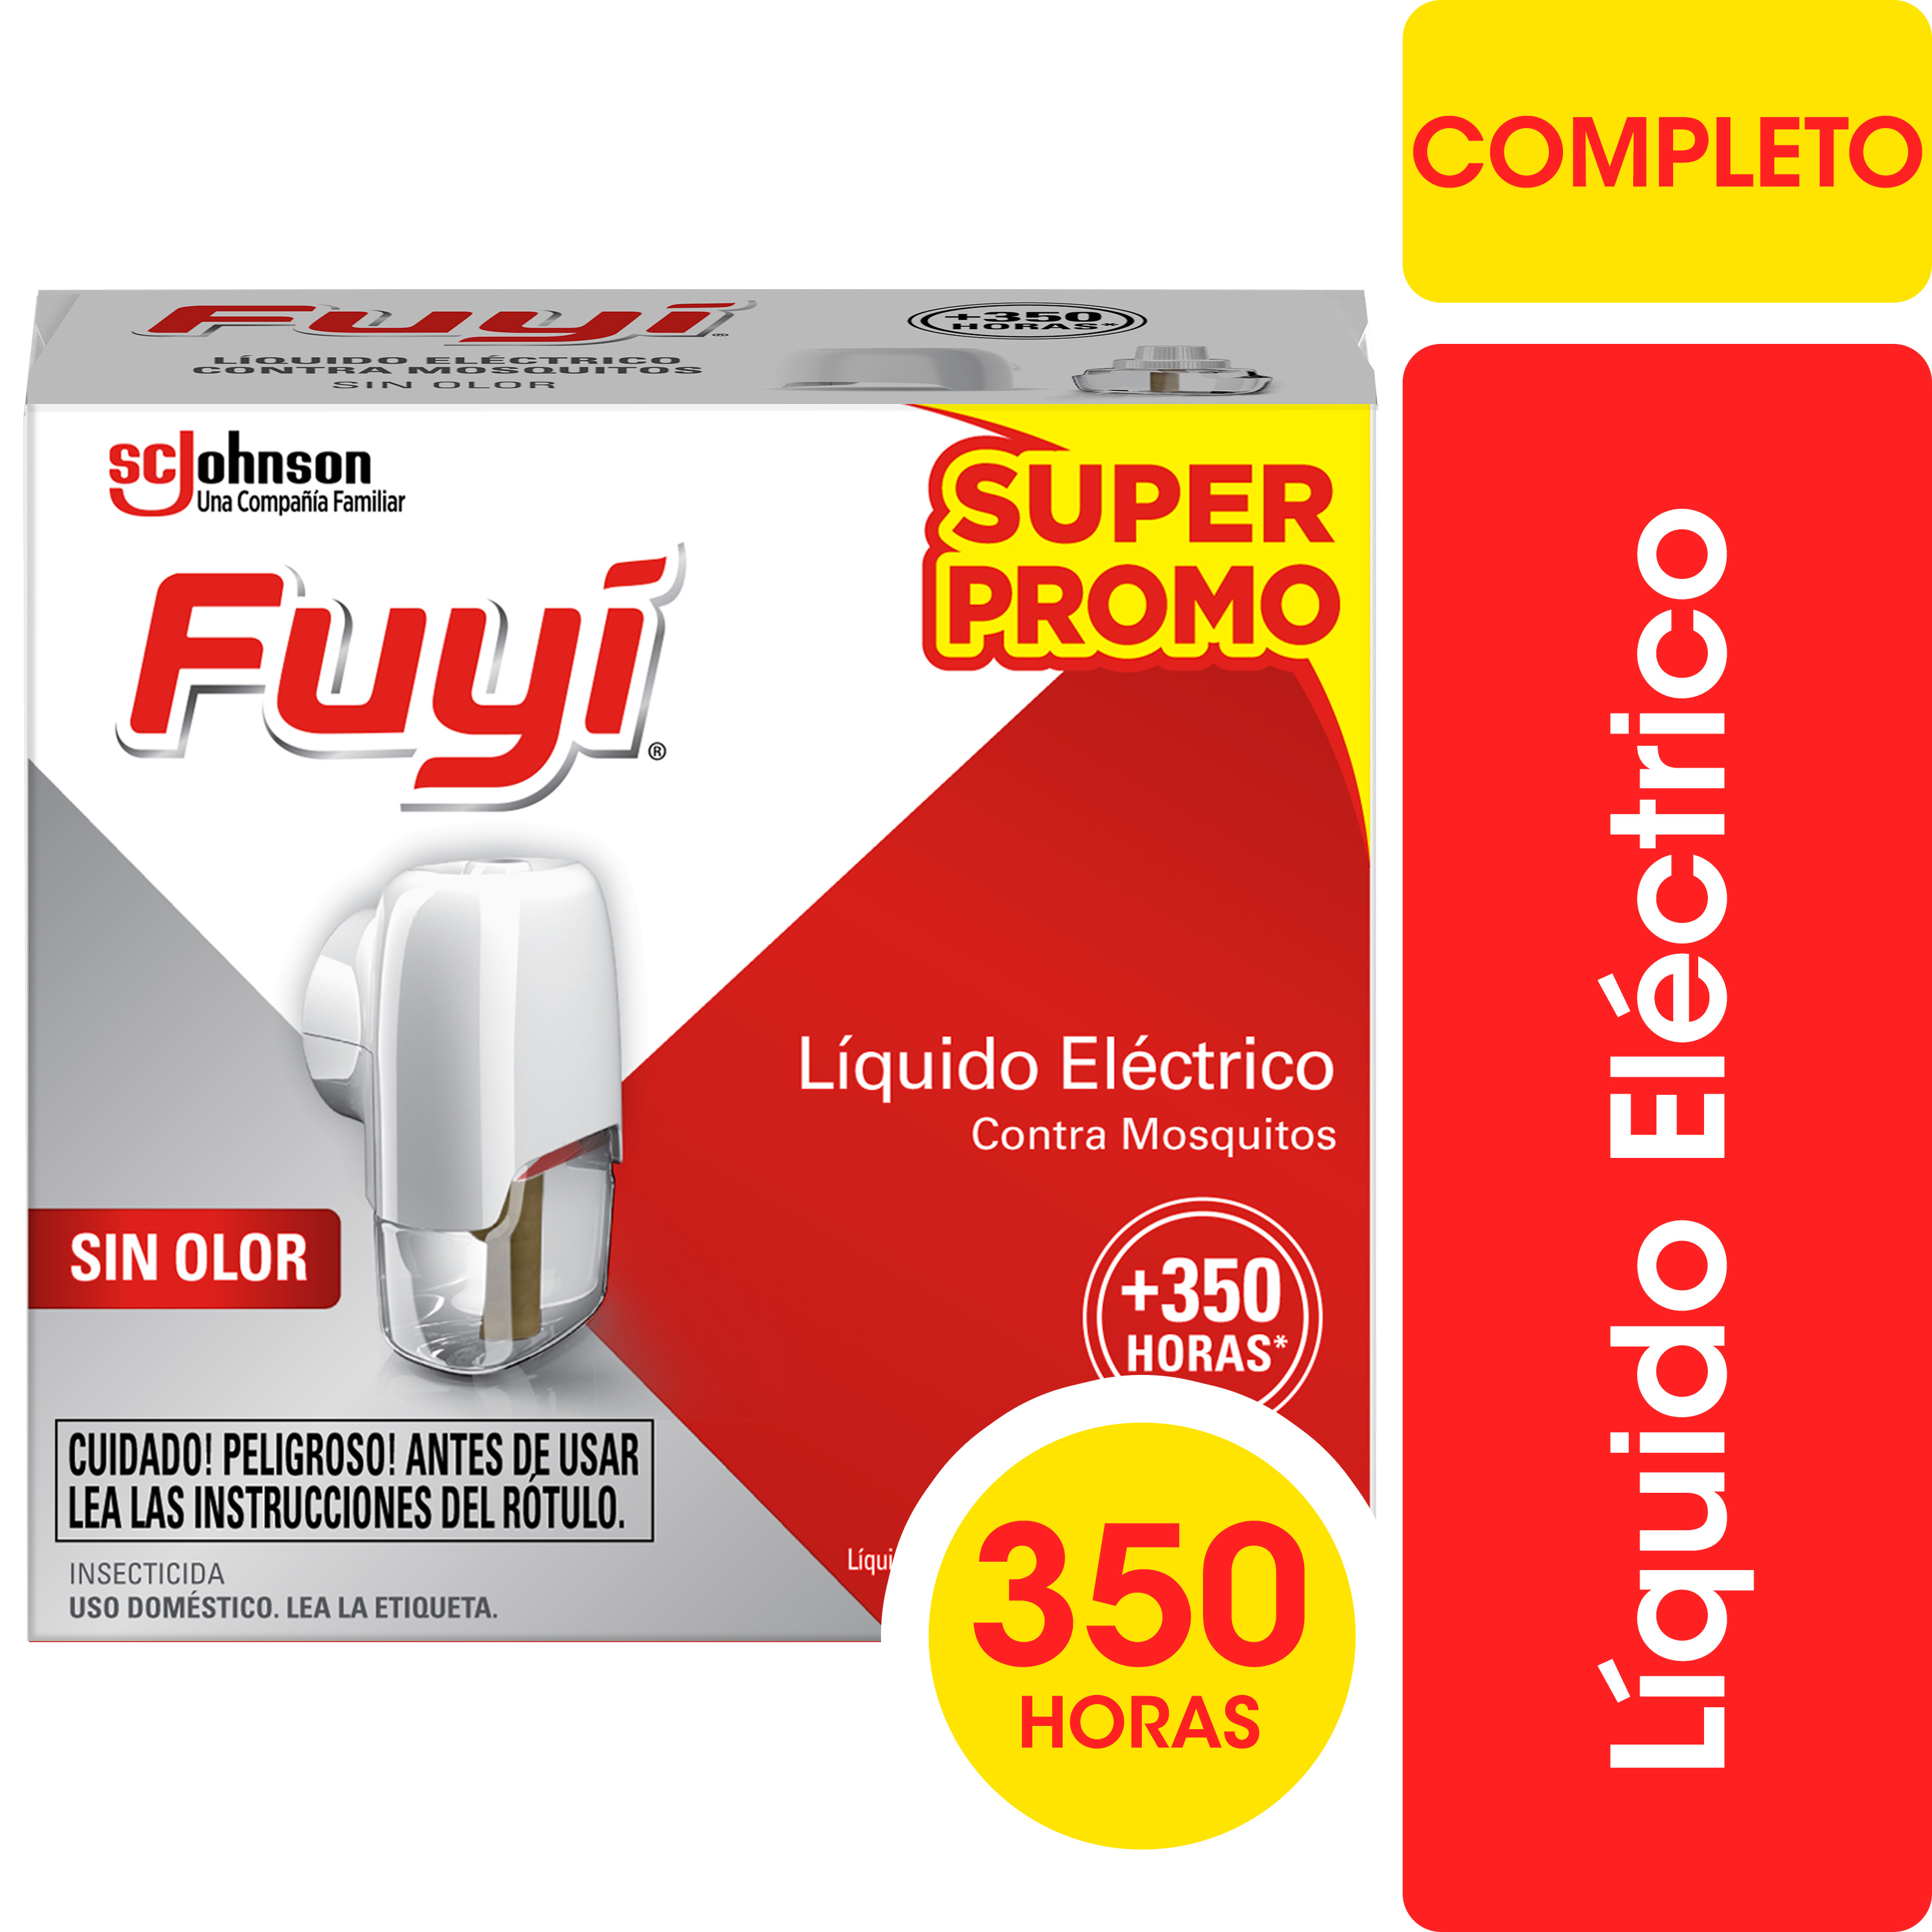 COMPLETO
Fuyí®
+350
HORAS*
LÍQUIDO ELÉCTRICO
CONTRA MOSQUITOS
SIN OLOR
SCJohnson
Una Compañía Familiar
SUPER
PROMO
Fuyí®
Líquido Eléctrico
Contra Mosquitos
+350
HORAS*
SIN OLOR
CUIDADO! PELIGROSO! ANTES DE USAR
LEA LAS INSTRUCCIONES DEL RÓTULO.
INSECTICIDA
USO DOMÉSTICO. LEA LA ETIQUETA.
350
HORAS
Líquido Eléctrico